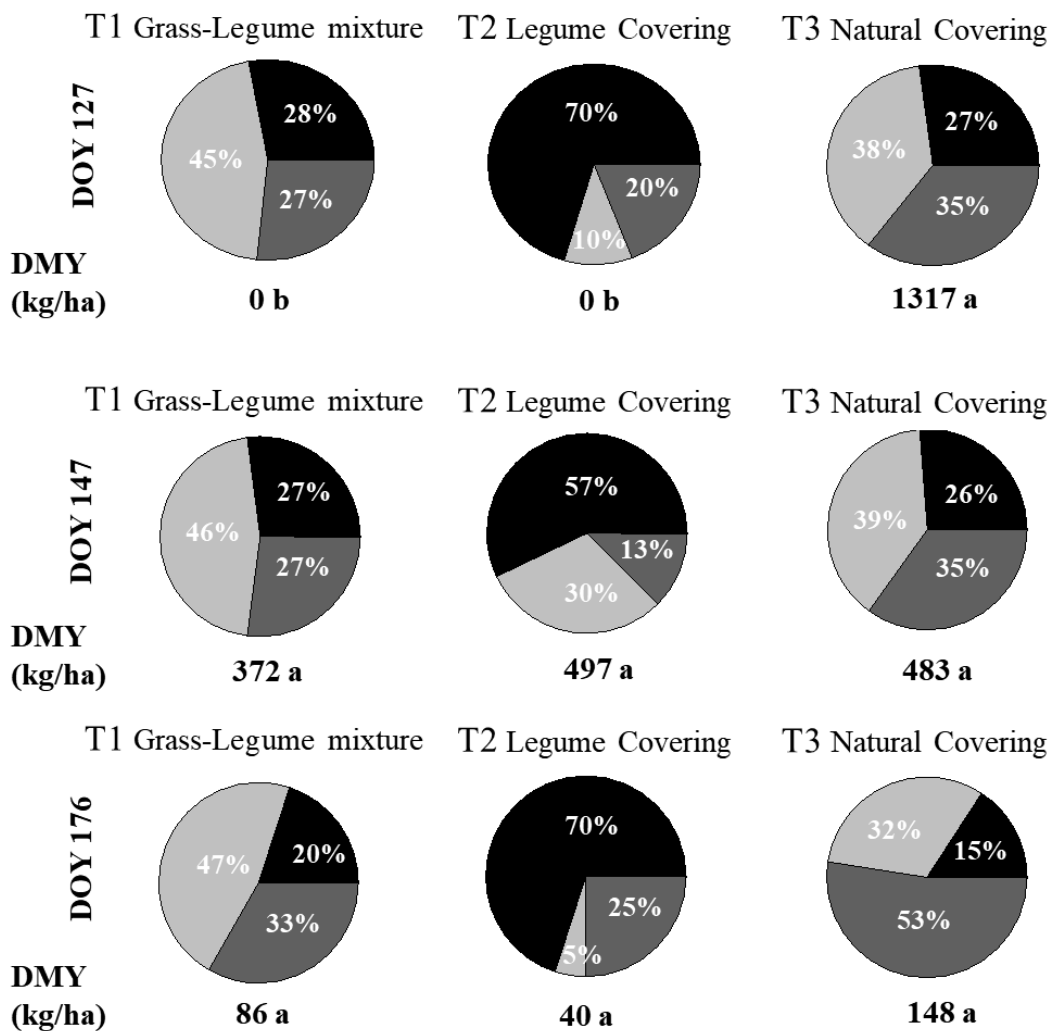 T1 Grass-Legume mixture
T2 Legume Covering
T3 Natural Covering
DOY 127
28%
45%
27%
70%
20%
10%
27%
38%
35%
DMY
(kg/ha)
0 b
0 b
1317 a
T1 Grass-Legume mixture
T2 Legume Covering
T3 Natural Covering
DOY 147
27%
46%
27%
57%
13%
30%
26%
39%
35%
DMY
(kg/ha)
372 a
497 a
483 a
T1 Grass-Legume mixture
T2 Legume Covering
T3 Natural Covering
DOY 176
47%
20%
33%
70%
25%
5%
32%
15%
53%
DMY
(kg/ha)
86 a
40 a
148 a